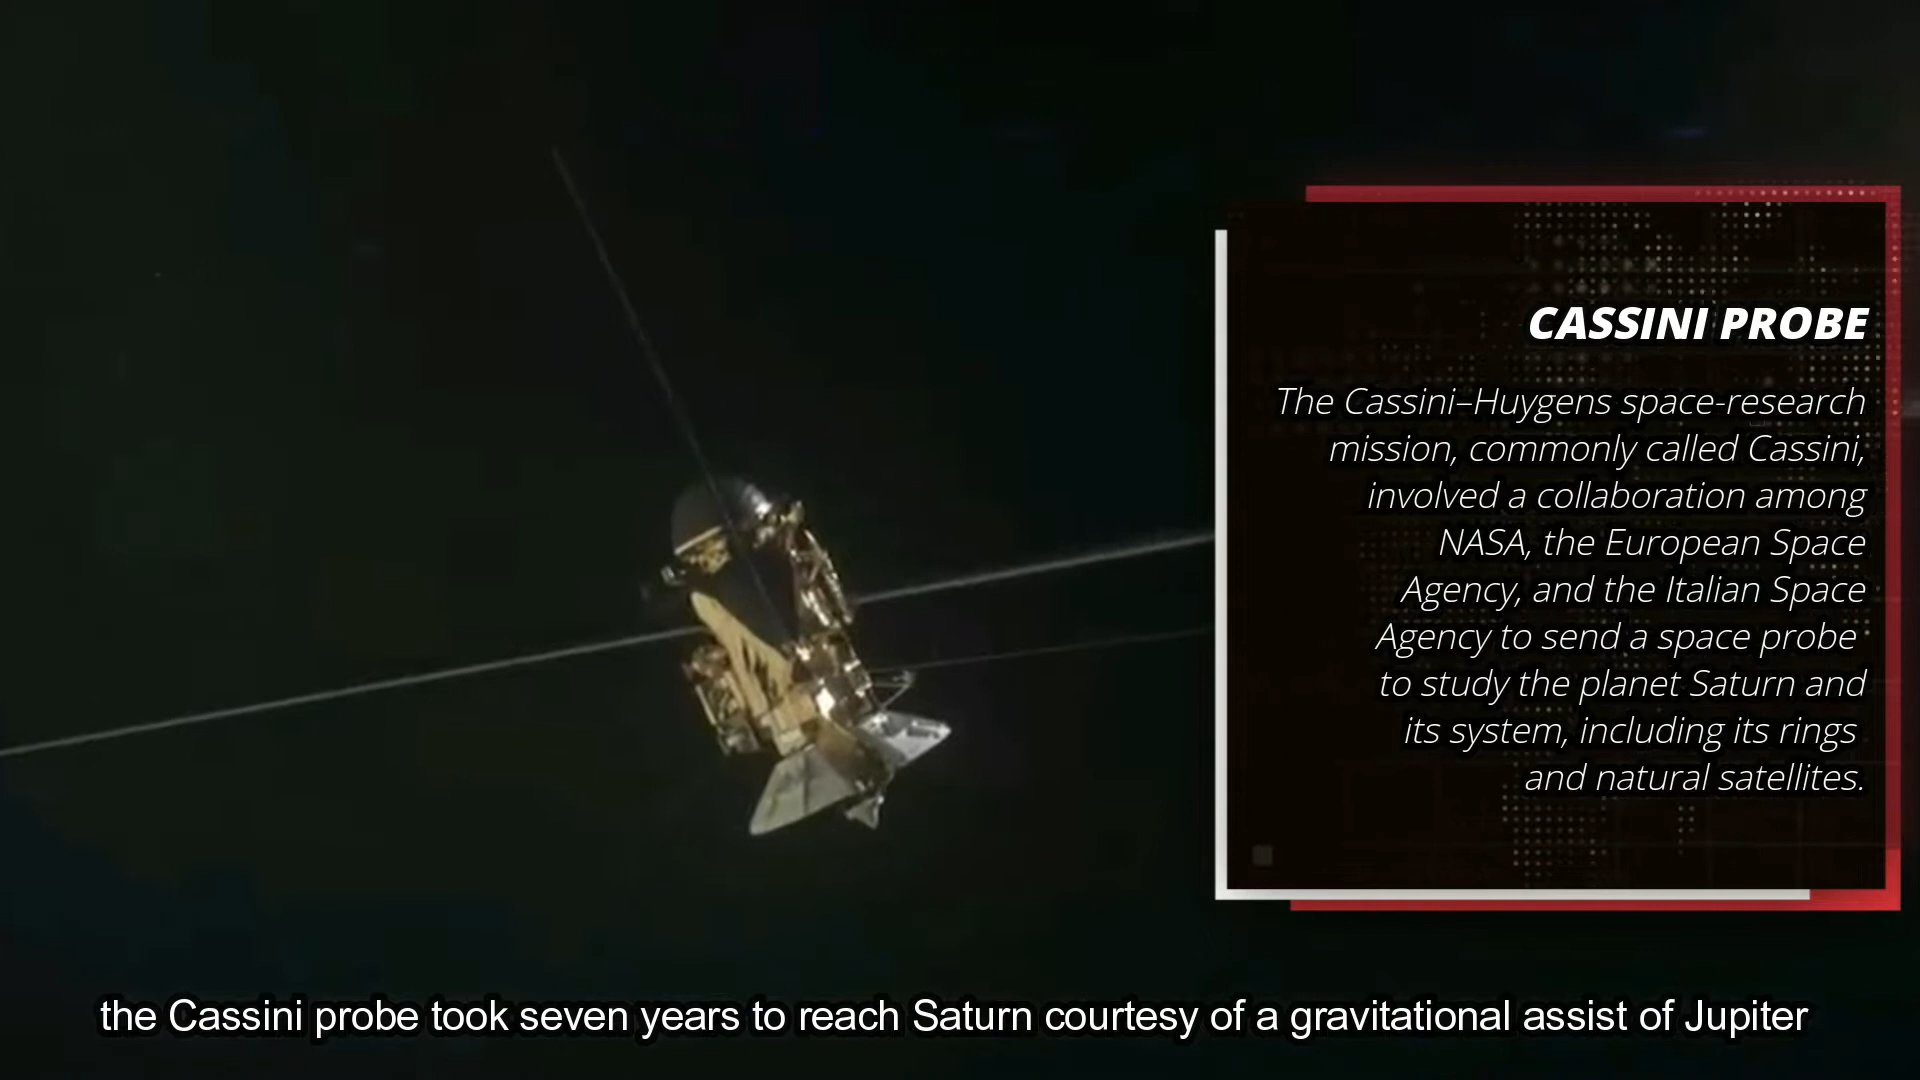 CASSINI PROBE
The Cassini–Huygens space-research
mission, commonly called Cassini,
involved a collaboration among
NASA, the European Space
Agency, and the Italian Space
Agency to send a space probe
to study the planet Saturn and
its system, including its rings
and natural satellites.
the Cassini probe took seven years to reach Saturn courtesy of a gravitational assist of Jupiter